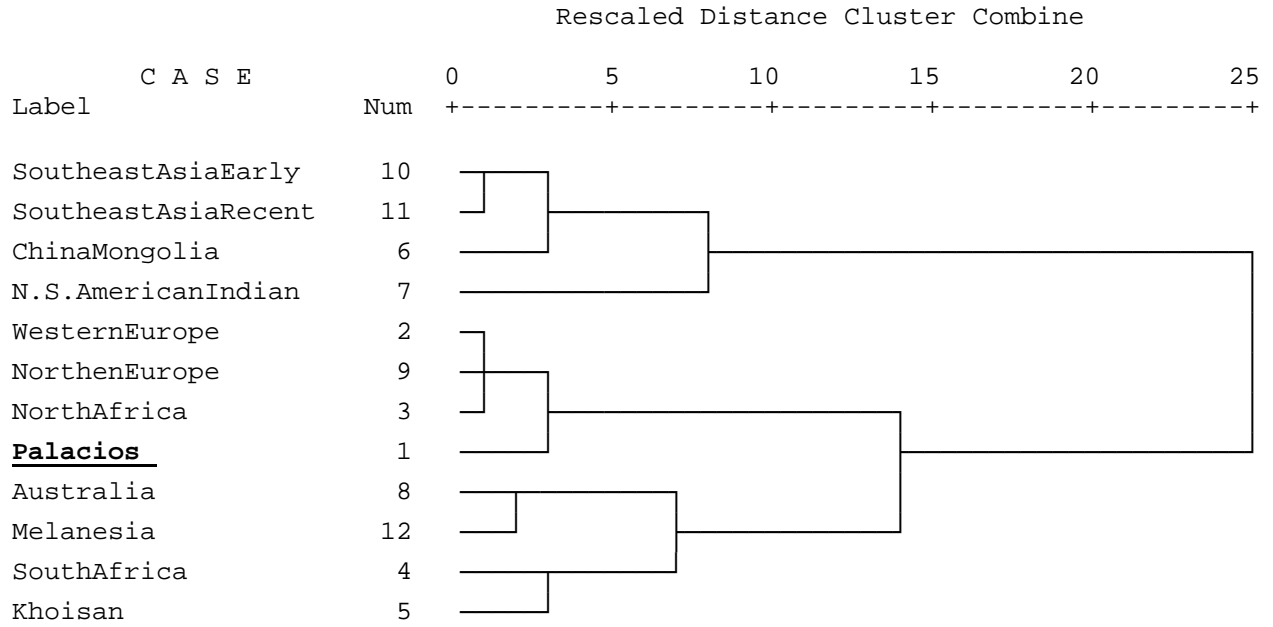 Rescaled Distance Cluster Combine
C A S E 0 5 10 15 20 25
Label Num +---------+---------+---------+---------+---------+
SoutheastAsiaEarly 10
SoutheastAsiaRecent 11
ChinaMongolia 6
N.S.AmericanIndian 7
WesternEurope 2
NorthenEurope 9
NorthAfrica 3
Palacios 1
Australia 8
Melanesia 12
SouthAfrica 4
Khoisan 5